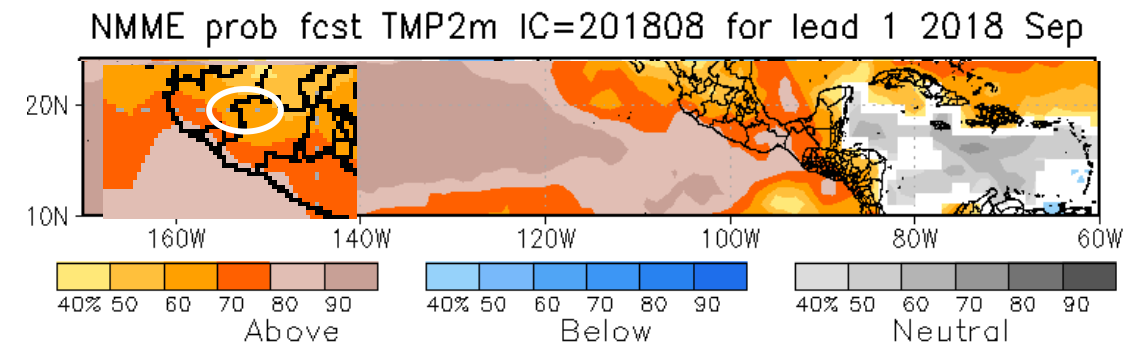 NMME prob fcst TMP2m IC=201808 for lead 1 2018 Sep
20N
10N
160W 140W 120W 100W 80W 60W
40% 50 60 70 80 90 40% 50 60 70 80 90 40% 50 60 70 80 90
Above Below Neutral